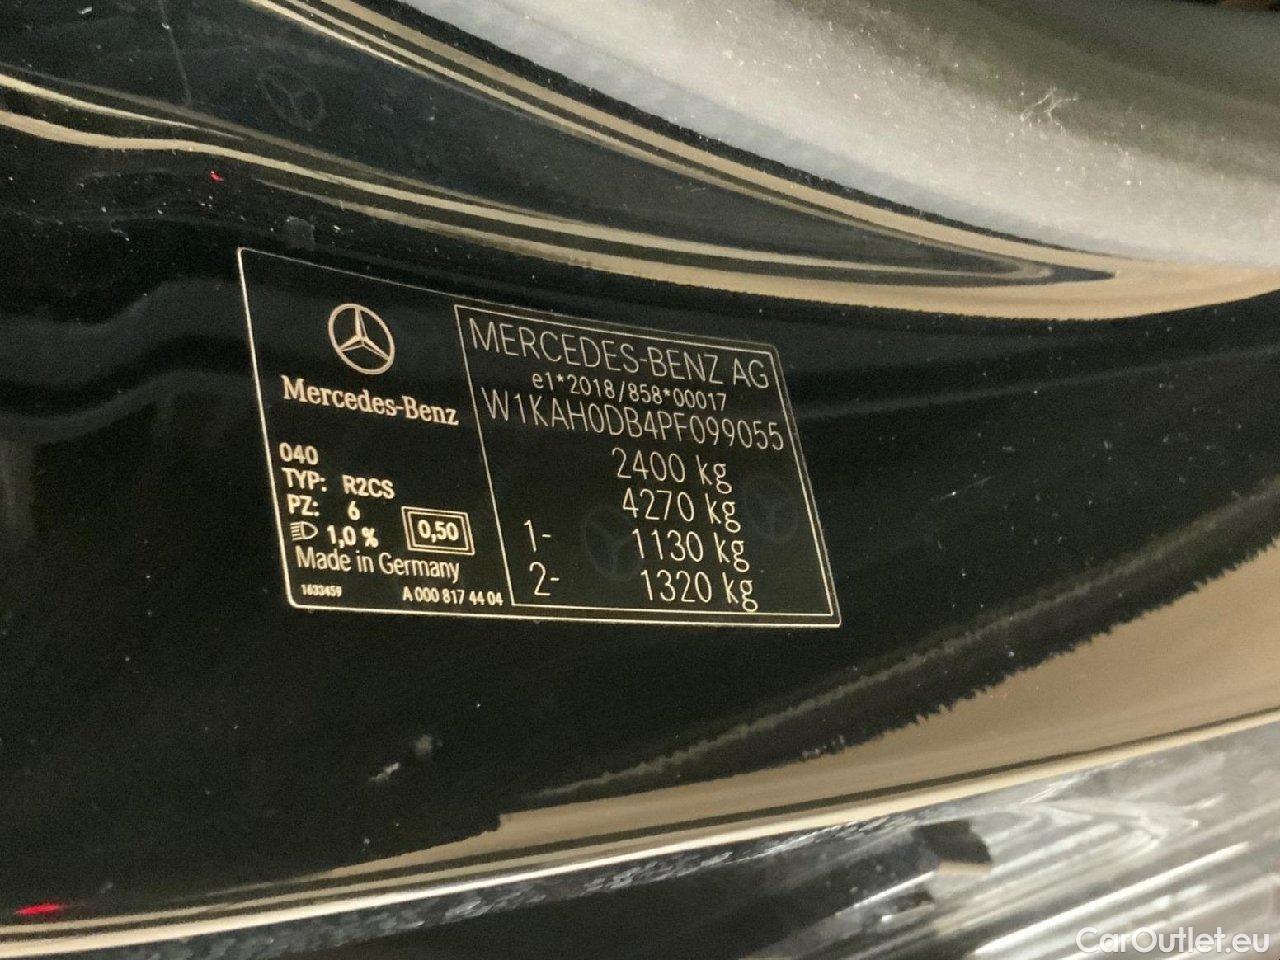 Mercedes-Benz
040
TYP: R2CS
PZ: 6
1,0 %
0,50
Made in Germany
1633459
A 000 817 44 04
MERCEDES-BENZ AG
e1*2018/858*00017
W1KAH0DB4PF099055
2400 kg
4270 kg
1- 1130 kg
2- 1320 kg
CarOutlet.eu